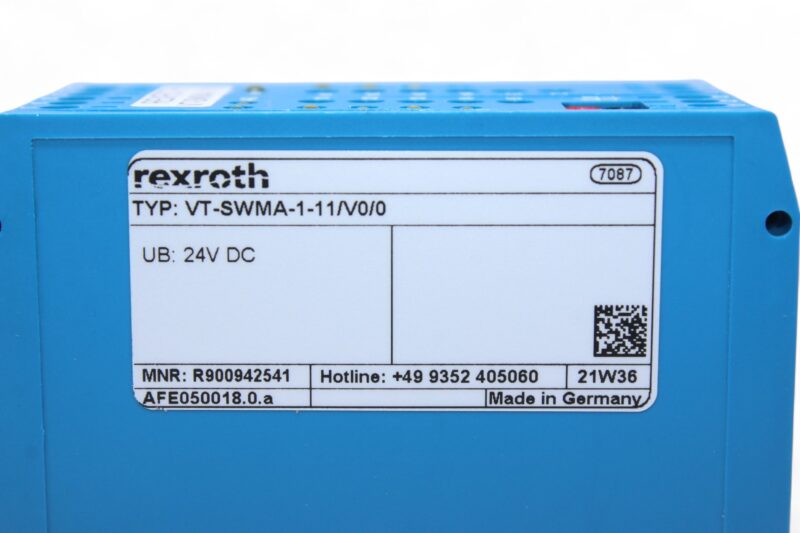 rexroth 7087
TYP: VT-SWMA-1-11/V0/0
UB: 24V DC
MNR: R900942541 Hotline: +49 9352 405060 21W36
AFE050018.0.a Made in Germany